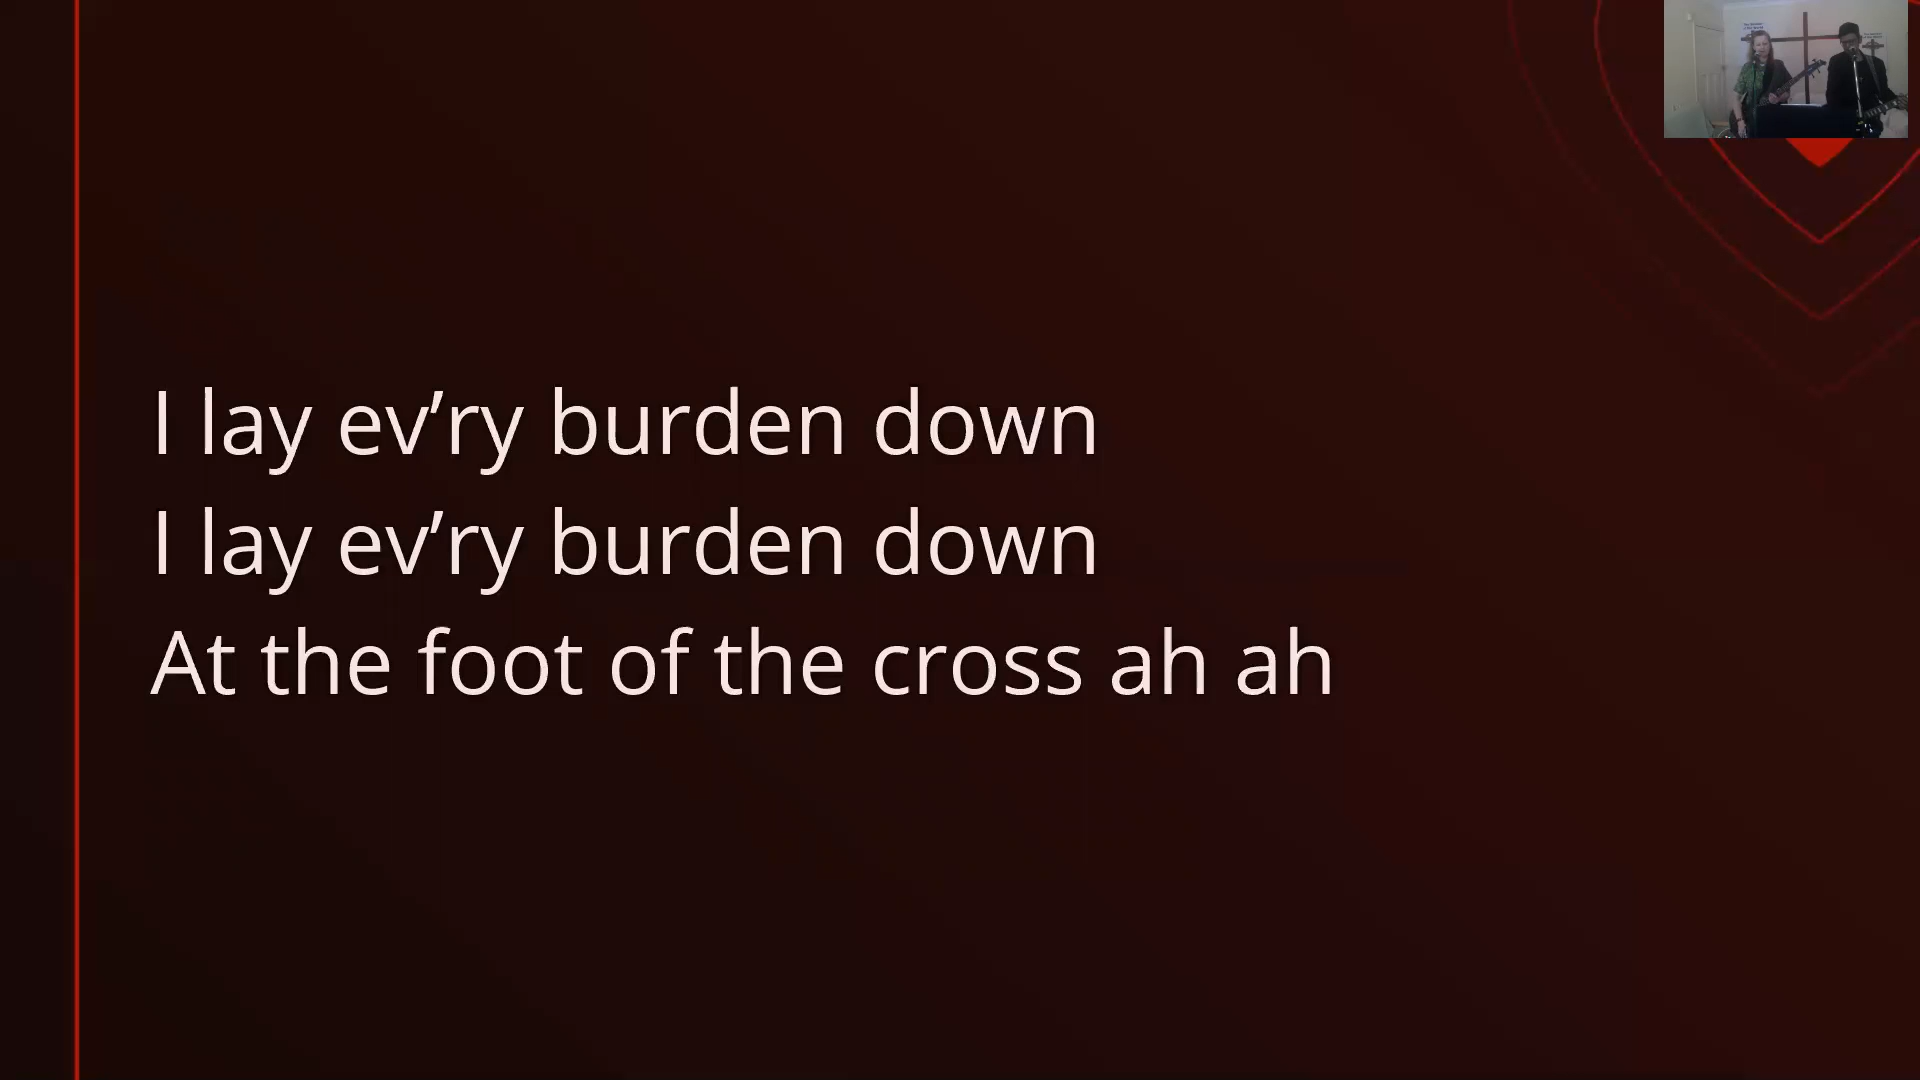 I lay ev’ry burden down
I lay ev’ry burden down
At the foot of the cross ah ah